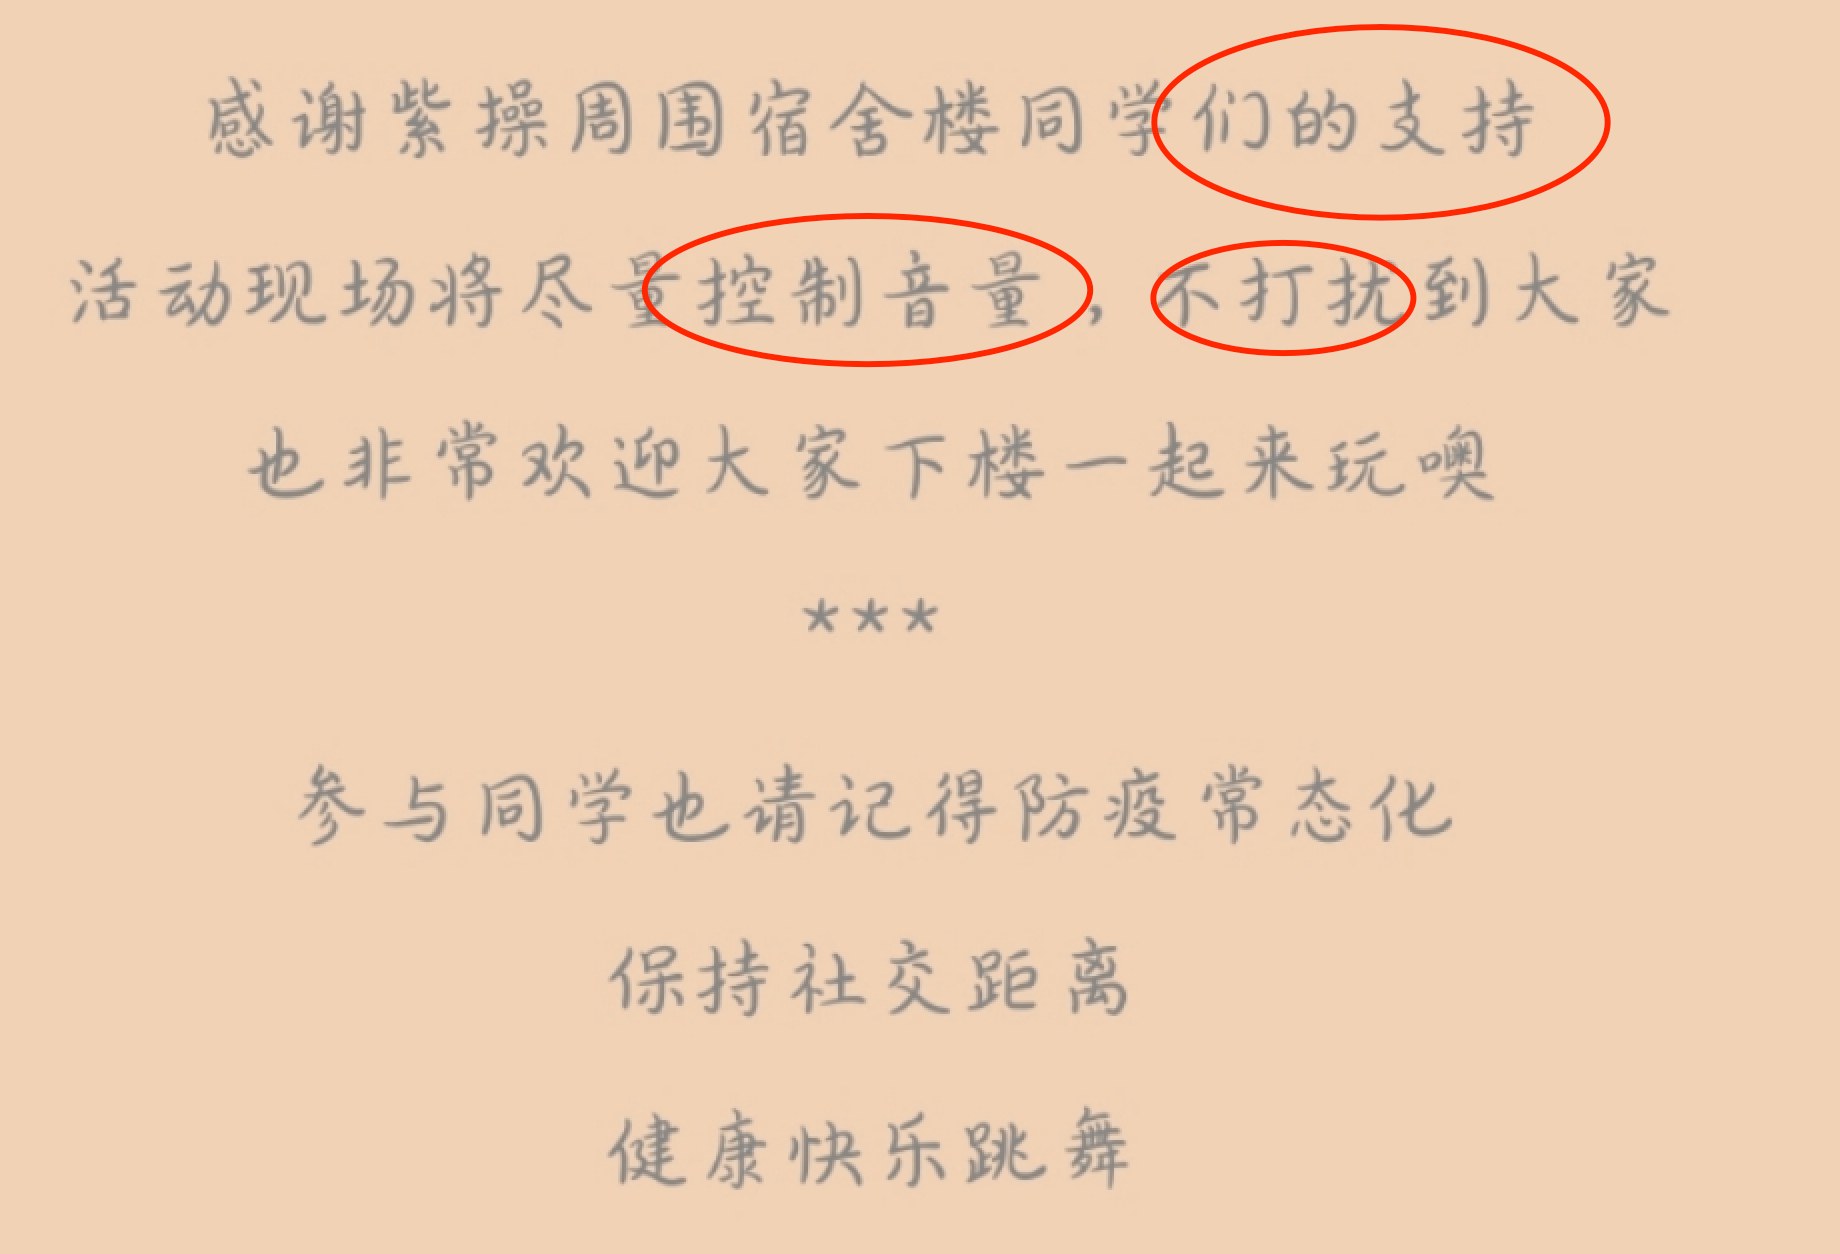 感谢紫操周围宿舍楼同学们的支持
活动现场将尽量控制音量，不打扰到大家
也非常欢迎大家下楼一起来玩噢
***
参与同学也请记得防疫常态化
保持社交距离
健康快乐跳舞